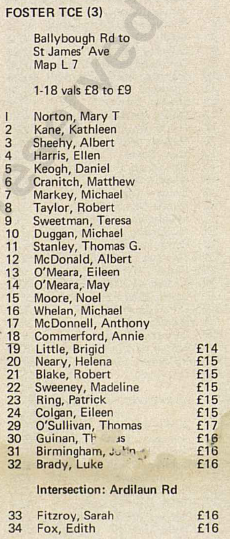 FOSTER TCE (3)
Ballybough Rd to
St James' Ave
Map L 7
1-18 vals £8 to £9
I Norton, Mary T
2 Kane, Kathleen
3 Sheehy, Albert
4 Harris, Ellen
5 Keogh, Daniel
6 Cranitch, Matthew
7 Markey, Michael
8 Taylor, Robert
9 Sweetman, Teresa
10 Duggan, Michael
11 Stanley, Thomas G.
12 McDonald, Albert
13 O'Meara, Eileen
14 O'Meara, May
15 Moore, Noel
16 Whelan, Michael
17 McDonnell, Anthony
18 Commerford, Annie
19 Little, Brigid £14
20 Neary, Helena £15
21 Blake, Robert £15
22 Sweeney, Madeline £15
23 Ring, Patrick £15
24 Colgan, Eileen £15
29 O'Sullivan, Thomas £17
30 Guinan, £16
31 Birmingham, £16
32 Brady, Luke £16
Intersection: Ardilaun Rd
33 Fitzroy, Sarah £16
34 Fox, Edith £16